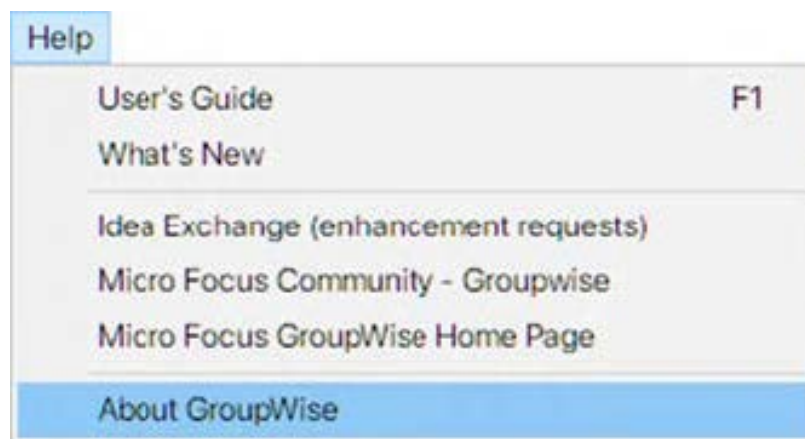 Help
User's Guide F1
What's New
Idea Exchange (enhancement requests)
Micro Focus Community - Groupwise
Micro Focus GroupWise Home Page
About GroupWise